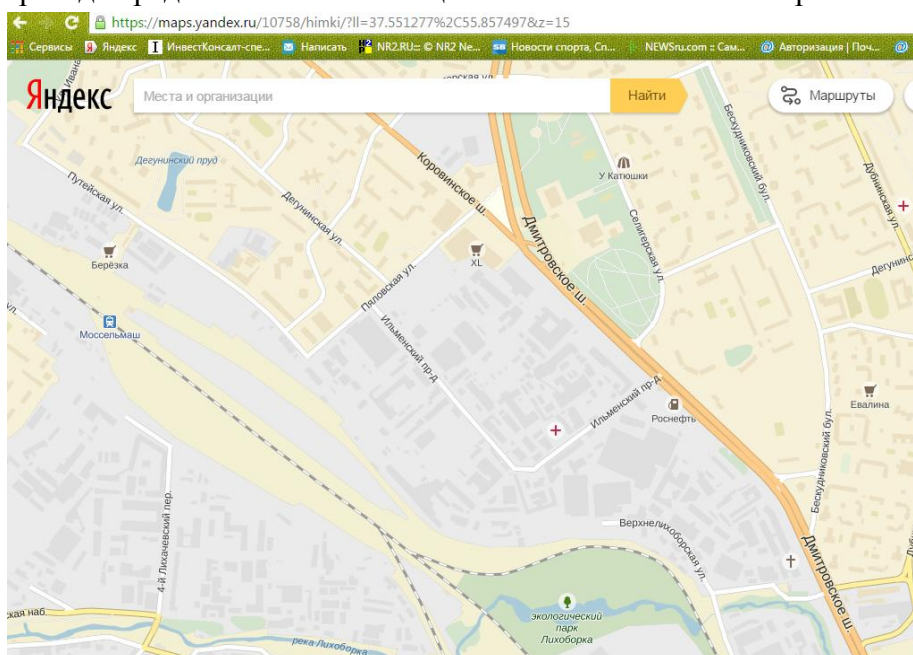 https://maps.yandex.ru/10758/himki/?ll=37.551277%2C55.857497&z=15
Сервисы Яндекс ИнвестКонсалт-спе... Написать NR2.RU:: © NR2 Ne... Новости спорта, Сп... NEWSru.com :: Сам... Авторизация | Поч...
Яндекс Места и организации Найти Маршруты
Бескудниковский бул.
Дубнинская ул.
Дегунинский пруд
Коровинское ш.
У Катюшки
Путейская ул.
Дегунинская ул.
Селигерская ул.
Дмитровское ш.
Берёзка
XL
Пяловская ул.
Моссельмаш
Ильменский пр-д
Ильменский пр-д
Роснефть
Евалина
Бескудниковский бул.
4-й Лихачевский пер.
Верхнелихоборская ул.
Дмитровское ш.
экологический
парк
Лихоборка
река Лихоборка